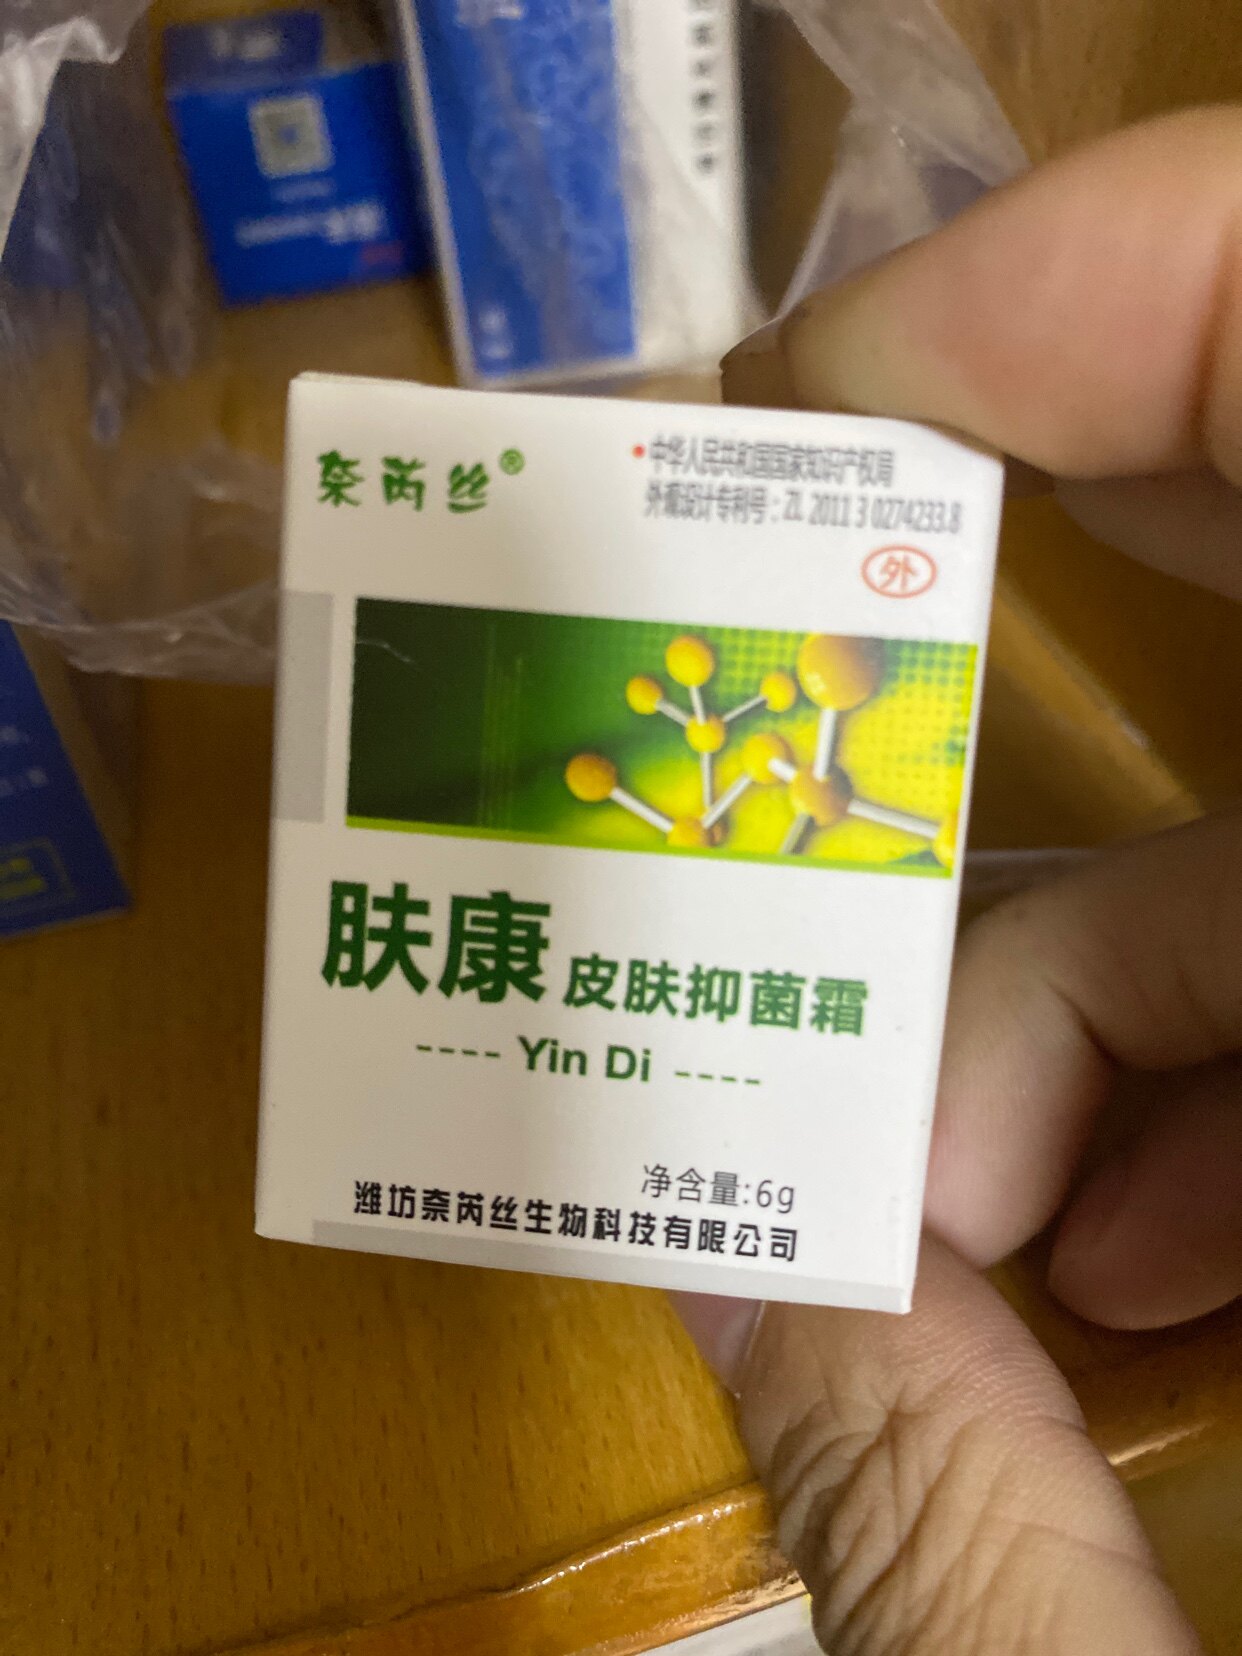 奈芮丝®
中华人民共和国国家知识产权局
外观设计专利号:ZL 2011 3 0274233.8
外
肤康 皮肤抑菌霜
---- Yin Di ----
净含量:6g
潍坊奈芮丝生物科技有限公司